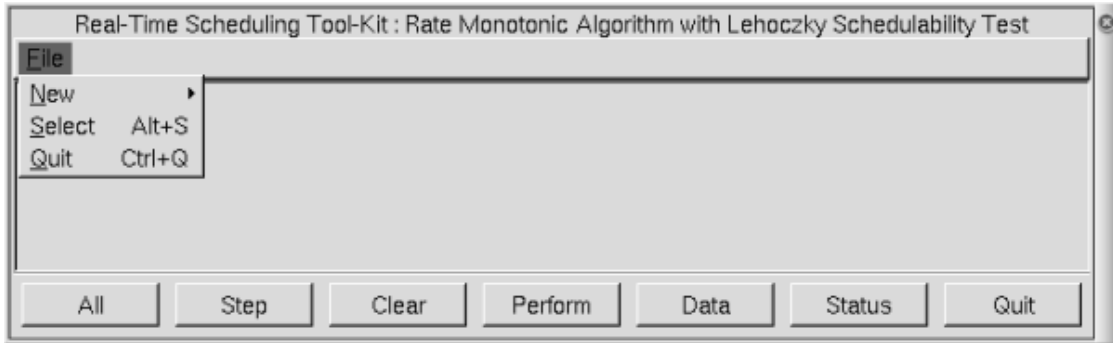 Real-Time Scheduling Tool-Kit : Rate Monotonic Algorithm with Lehoczky Schedulability Test
File
New
Select Alt+S
Quit Ctrl+Q
All Step Clear Perform Data Status Quit